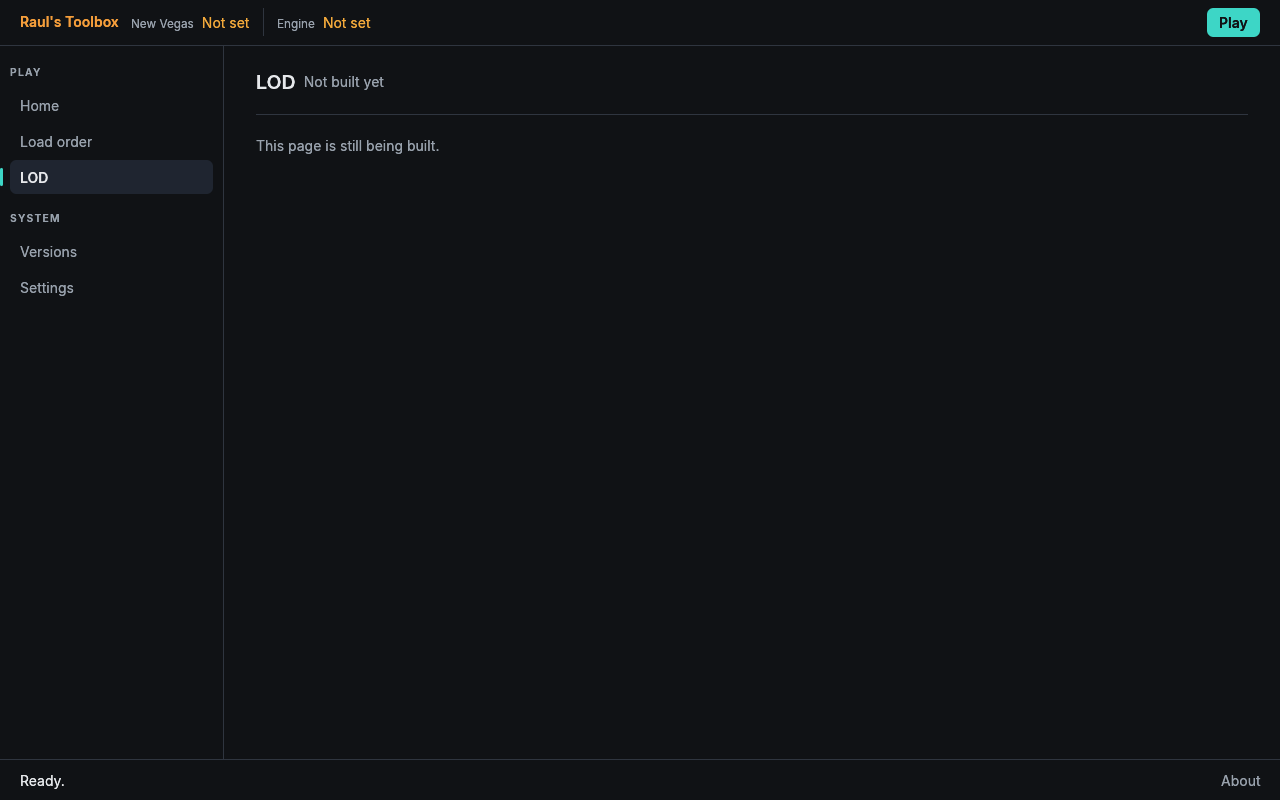 Raul's Toolbox New Vegas Not set Engine Not set Play
PLAY
Home
Load order
LOD
SYSTEM
Versions
Settings
LOD Not built yet
This page is still being built.
Ready. About